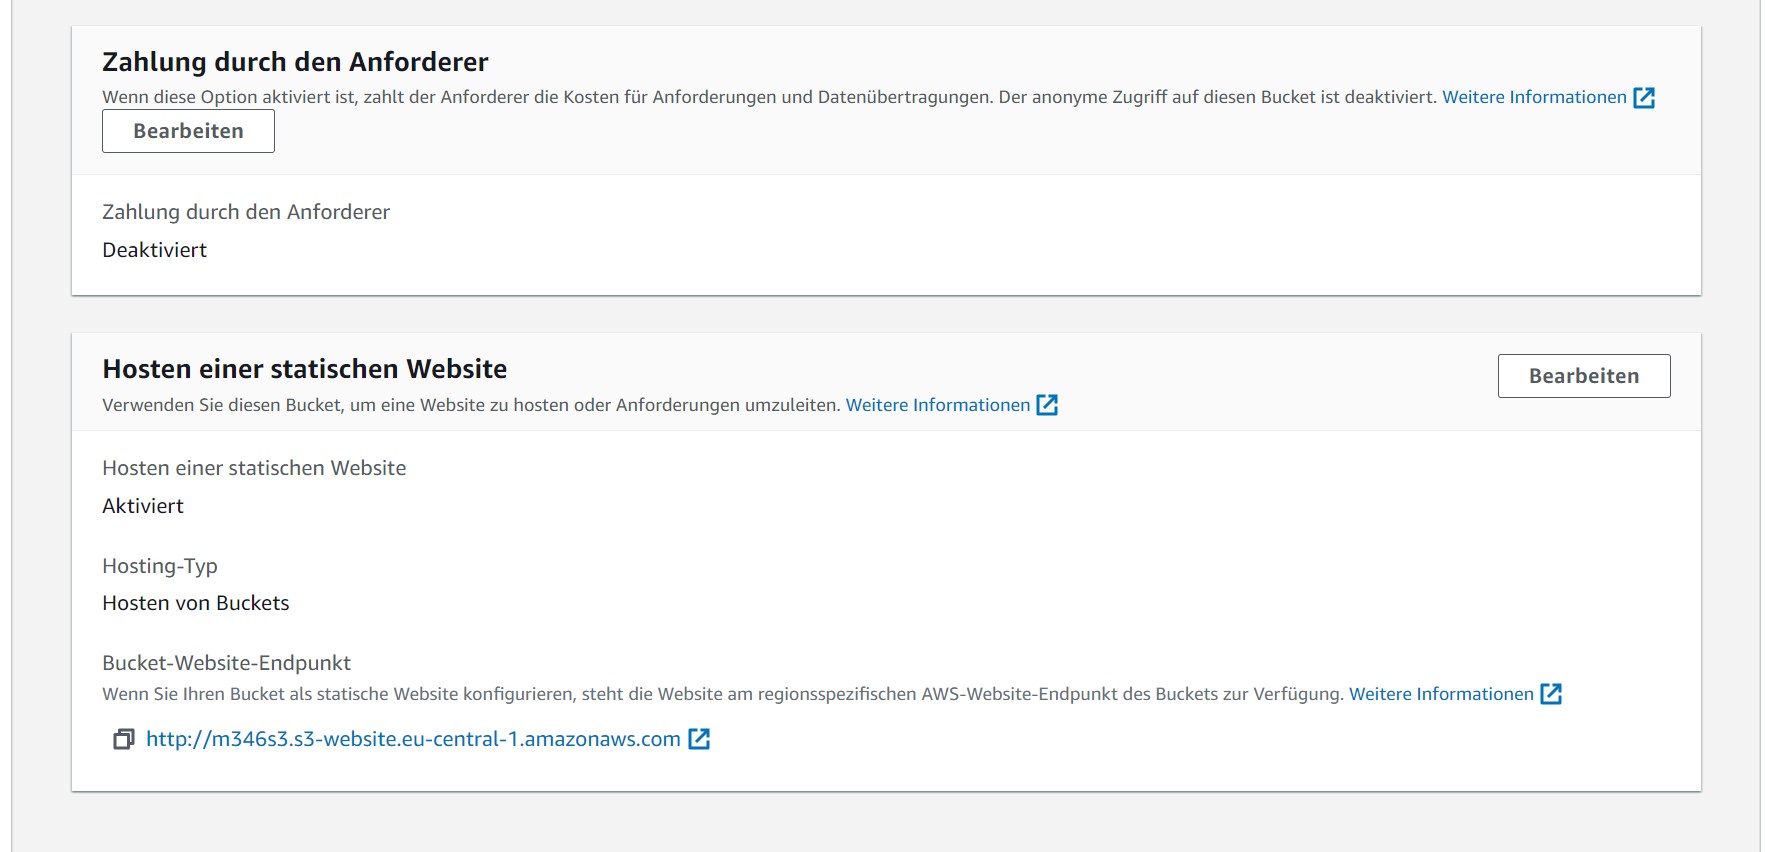 Zahlung durch den Anforderer
Wenn diese Option aktiviert ist, zahlt der Anforderer die Kosten für Anforderungen und Datenübertragungen. Der anonyme Zugriff auf diesen Bucket ist deaktiviert. Weitere Informationen
Bearbeiten
Zahlung durch den Anforderer
Deaktiviert
Hosten einer statischen Website
Bearbeiten
Verwenden Sie diesen Bucket, um eine Website zu hosten oder Anforderungen umzuleiten. Weitere Informationen
Hosten einer statischen Website
Aktiviert
Hosting-Typ
Hosten von Buckets
Bucket-Website-Endpunkt
Wenn Sie Ihren Bucket als statische Website konfigurieren, steht die Website am regionsspezifischen AWS-Website-Endpunkt des Buckets zur Verfügung. Weitere Informationen
http://m346s3.s3-website.eu-central-1.amazonaws.com